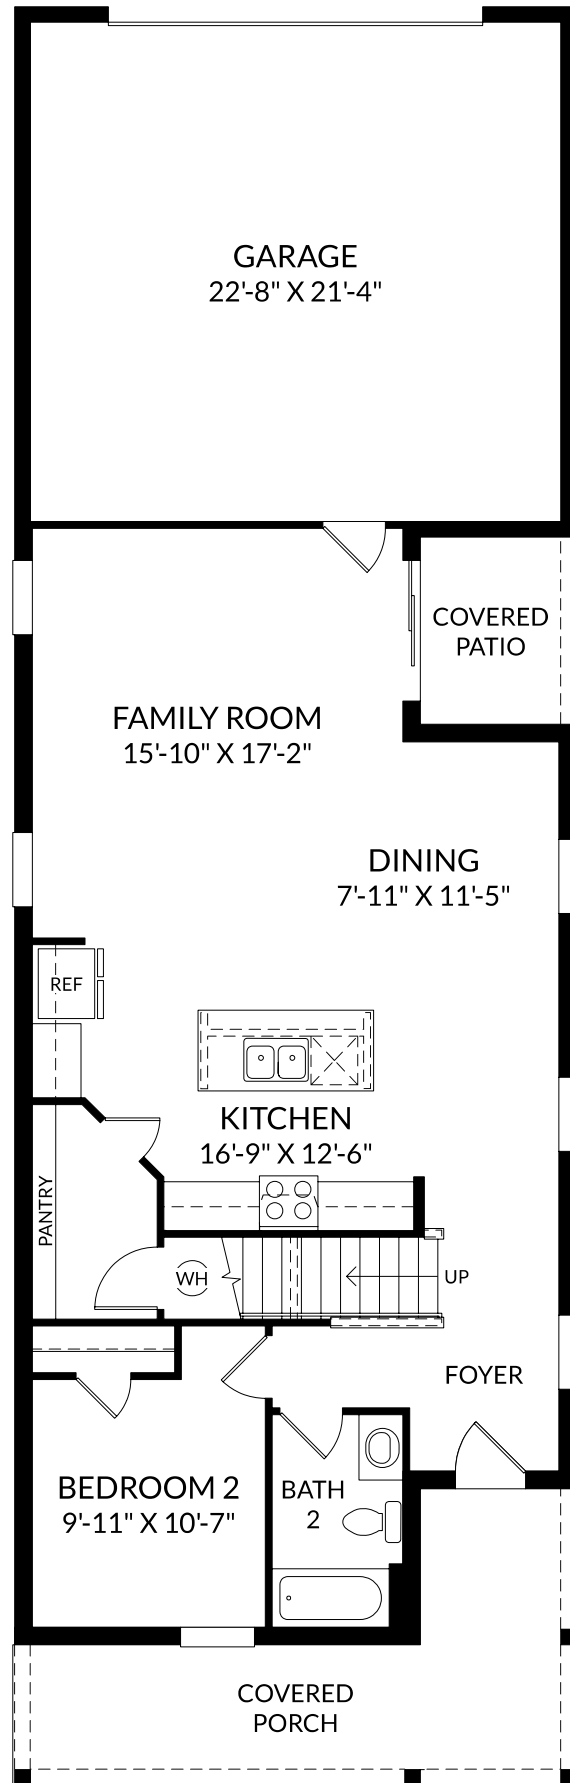 GARAGE
22'-8" X 21'-4"
COVERED
PATIO
FAMILY ROOM
15'-10" X 17'-2"
DINING
7'-11" X 11'-5"
REF
KITCHEN
16'-9" X 12'-6"
PANTRY
WH
UP
FOYER
BEDROOM 2
9'-11" X 10'-7"
BATH
2
COVERED
PORCH